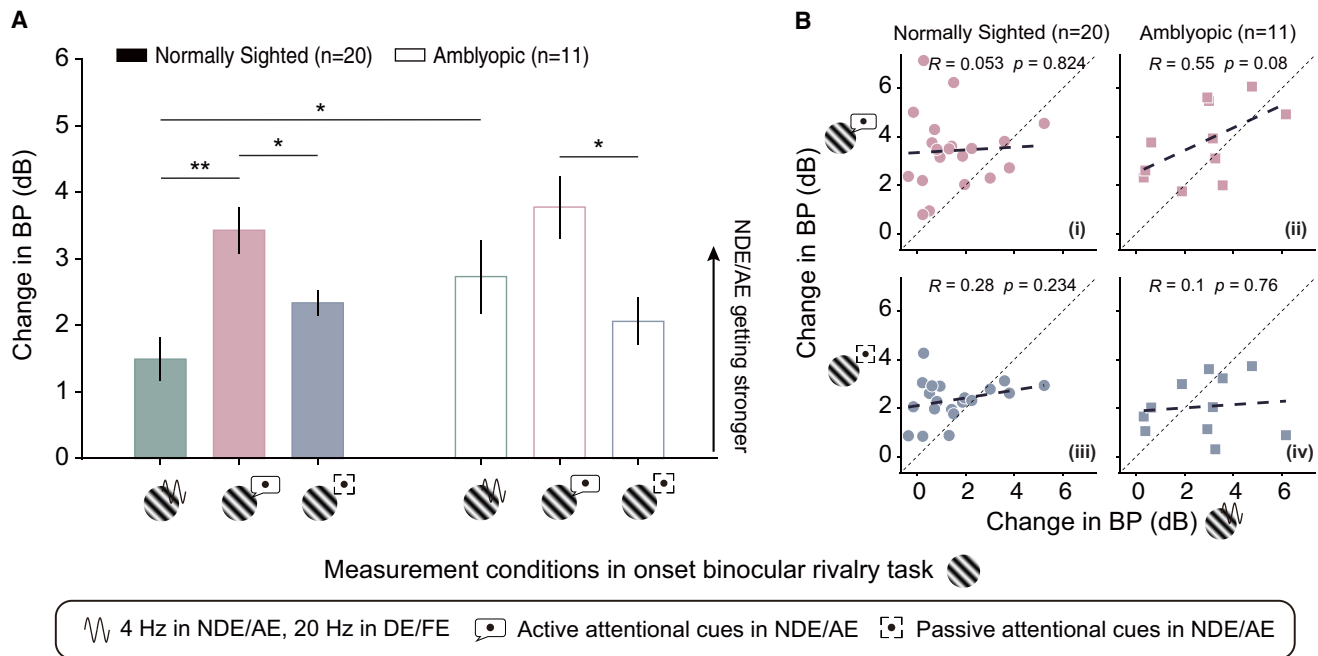 A
Normally Sighted (n=20) Amblyopic (n=11)
Change in BP (dB)
6
5
4
3
2
1
0
**
*
*
*
NDE/AE getting stronger
Measurement conditions in onset binocular rivalry task
B
Normally Sighted (n=20) Amblyopic (n=11)
Change in BP (dB)
R = 0.053 p = 0.824
R = 0.55 p = 0.08
6
4
2
0
(i)
(ii)
R = 0.28 p = 0.234
R = 0.1 p = 0.76
6
4
2
0
(iii)
(iv)
0 2 4 6 0 2 4 6
Change in BP (dB)
4 Hz in NDE/AE, 20 Hz in DE/FE Active attentional cues in NDE/AE Passive attentional cues in NDE/AE